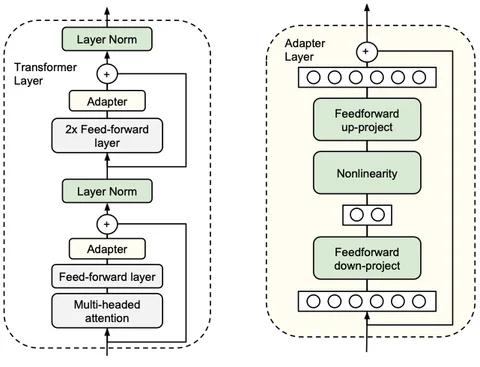 Layer Norm
Transformer
Layer
+
Adapter
2x Feed-forward
layer
Layer Norm
+
Adapter
Feed-forward layer
Multi-headed
attention
Adapter
Layer
+
Feedforward
up-project
Nonlinearity
Feedforward
down-project